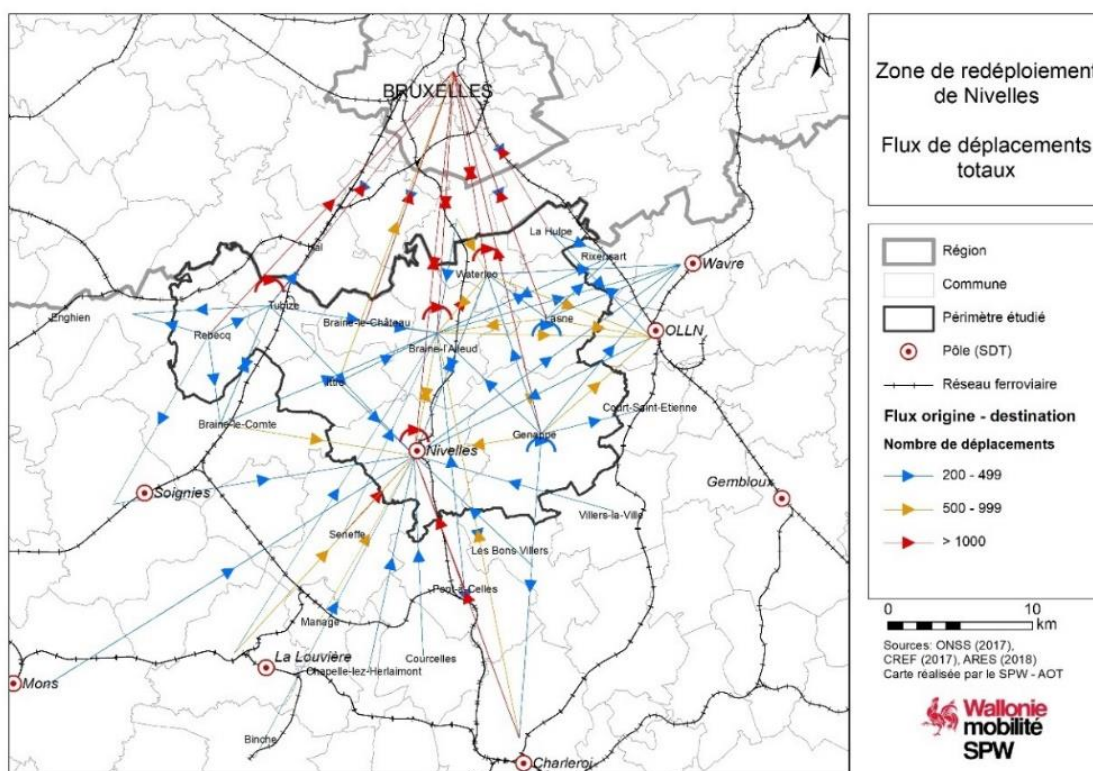 BRUXELLES
La Hulpe
Rixensart
Wavre
Hal
Waterloo
Enghien
Tubize
Rebecq
Braine-le-Château
Lasne
OLLN
Braine-l'Alleud
Ittre
Court-Saint-Etienne
Braine-le-Comte
Genappe
Nivelles
Soignies
Gembloux
Villers-la-Ville
Seneffe
Les Bons Villers
Pont-à-Celles
Manage
La Louvière
Courcelles
Chapelle-lez-Herlaimont
Mons
Binche
Charleroi
N
Zone de redéploiement
de Nivelles
Flux de déplacements
totaux
Région
Commune
Périmètre étudié
Pôle (SDT)
Réseau ferroviaire
Flux origine - destination
Nombre de déplacements
200 - 499
500 - 999
> 1000
0 10
km
Sources: ONSS (2017),
CREF (2017), ARES (2018)
Carte réalisée par le SPW - AOT
Wallonie
mobilité
SPW